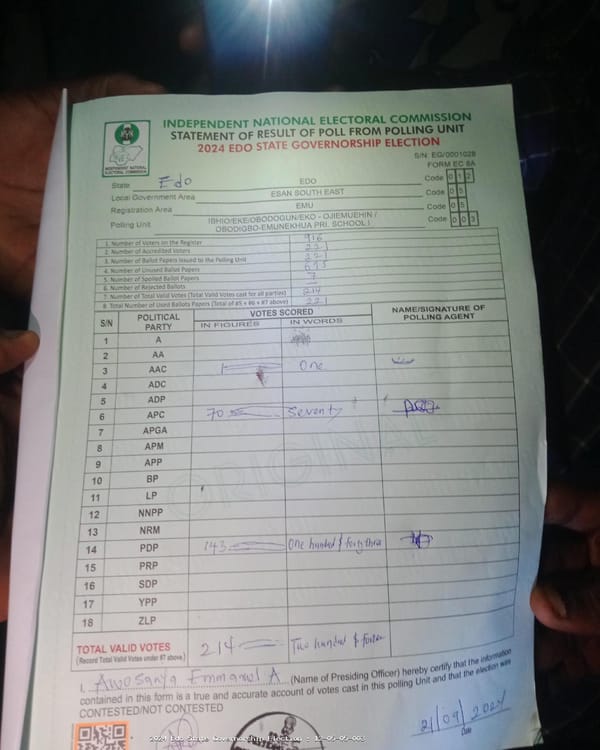 INDEPENDENT NATIONAL ELECTORAL COMMISSION
STATEMENT OF RESULT OF POLL FROM POLLING UNIT
2024 EDO STATE GOVERNORSHIP ELECTION
S/N: EG/0001028
FORM EC 8A
INEC
INDEPENDENT NATIONAL ELECTORAL COMMISSION
State Edo EDO Code 0 1 2
Local Government Area ESAN SOUTH EAST Code 0 5
Registration Area EMU Code 0 5
Polling Unit IBHIO/EKE/OBODOGUN/EKO - OJIEMUEHIN / OBODIGBO-EMUNEKHUA PRI. SCHOOL I Code 0 0 3
1. Number of Voters on the Register 916
2. Number of Accredited Voters 221
3. Number of Ballot Papers Issued to the Polling Unit
4. Number of Unused Ballot Papers
5. Number of Spoiled Ballot Papers
6. Number of Rejected Ballots 7
7. Number of Total Valid Votes (Total Valid Votes cast for all parties) 214
8. Total Number of Used Ballots Papers (Total of #5 + #6 + #7 above) 221
S/N POLITICAL PARTY VOTES SCORED NAME/SIGNATURE OF POLLING AGENT
IN FIGURES IN WORDS
1 A
2 AA
3 AAC 1 One
4 ADC
5 ADP
6 APC 70 Seventy
7 APGA
8 APM
9 APP
10 BP
11 LP
12 NNPP
13 NRM
14 PDP 143 One hundred & forty three
15 PRP
16 SDP
17 YPP
18 ZLP
ORIGINAL
TOTAL VALID VOTES 214 Two hundred &
(Record Total Valid Votes under #7 above)
I, Awosanya Emmanuel A (Name of Presiding Officer) hereby certify that the information
contained in this form is a true and accurate account of votes cast in this polling Unit and that the election was
CONTESTED/NOT CONTESTED
21/09/2024
Date
2024 Edo State Governorship Election - 12-05-05-003